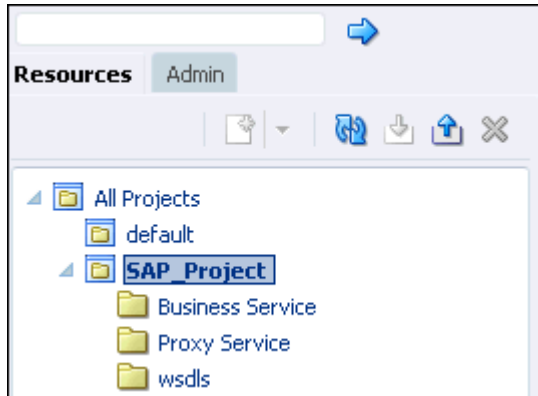 Resources Admin
All Projects
default
SAP_Project
Business Service
Proxy Service
wsdls